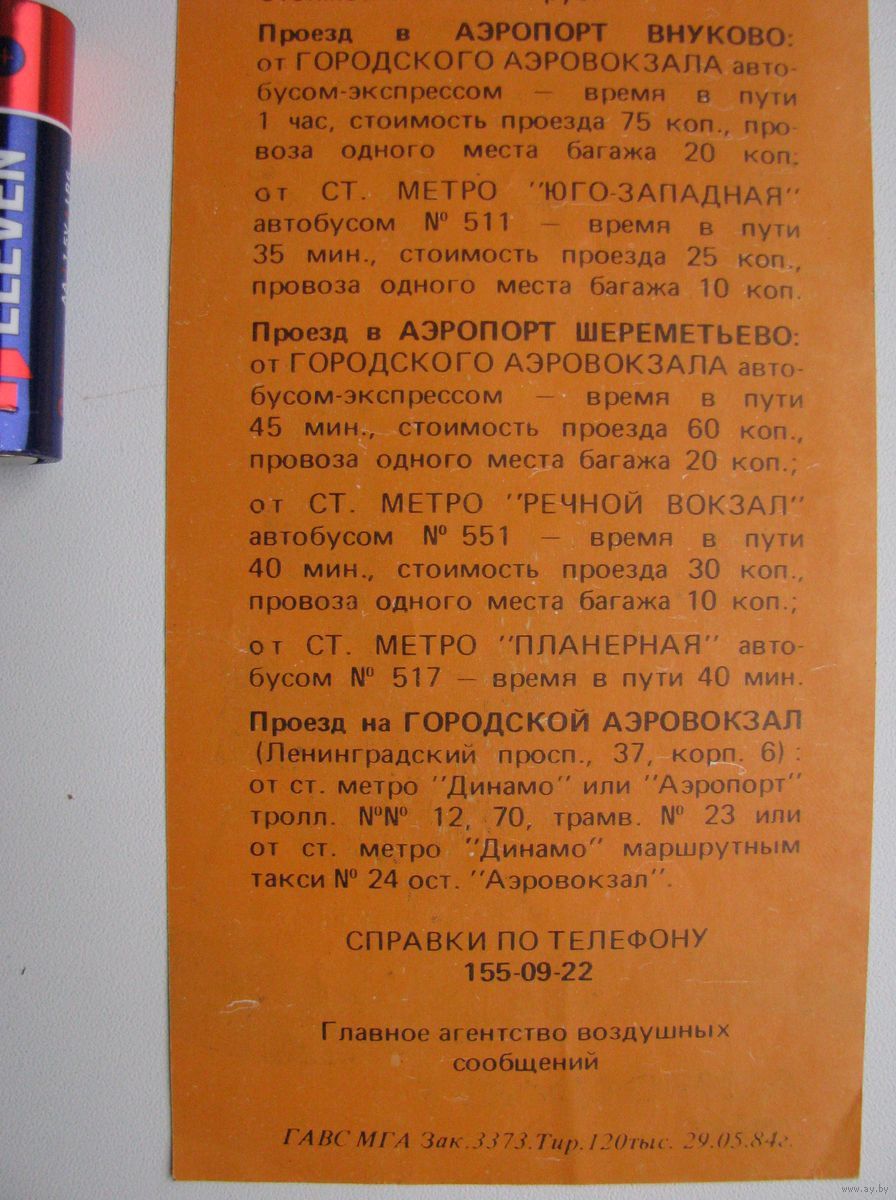 Проезд в АЭРОПОРТ ВНУКОВО:
от ГОРОДСКОГО АЭРОВОКЗАЛА авто-
бусом-экспрессом — время в пути
1 час, стоимость проезда 75 коп., про-
воза одного места багажа 20 коп;
от СТ. МЕТРО "ЮГО-ЗАПАДНАЯ"
автобусом № 511 — время в пути
35 мин., стоимость проезда 25 коп.,
провоза одного места багажа 10 коп.
Проезд в АЭРОПОРТ ШЕРЕМЕТЬЕВО:
от ГОРОДСКОГО АЭРОВОКЗАЛА авто-
бусом-экспрессом — время в пути
45 мин., стоимость проезда 60 коп.,
провоза одного места багажа 20 коп.;
от СТ. МЕТРО "РЕЧНОЙ ВОКЗАЛ"
автобусом № 551 — время в пути
40 мин., стоимость проезда 30 коп.,
провоза одного места багажа 10 коп.;
от СТ. МЕТРО "ПЛАНЕРНАЯ" авто-
бусом № 517 — время в пути 40 мин.
Проезд на ГОРОДСКОЙ АЭРОВОКЗАЛ
(Ленинградский просп., 37, корп. 6) :
от ст. метро "Динамо" или "Аэропорт"
тролл. №№ 12, 70, трамв. № 23 или
от ст. метро "Динамо" маршрутным
такси № 24 ост. "Аэровокзал".
СПРАВКИ ПО ТЕЛЕФОНУ
155-09-22
Главное агентство воздушных
сообщений
ГАВС МГА Зак.3373.Тир.120тыс. 29.05.84г.
ELEVEN
www.ay.by